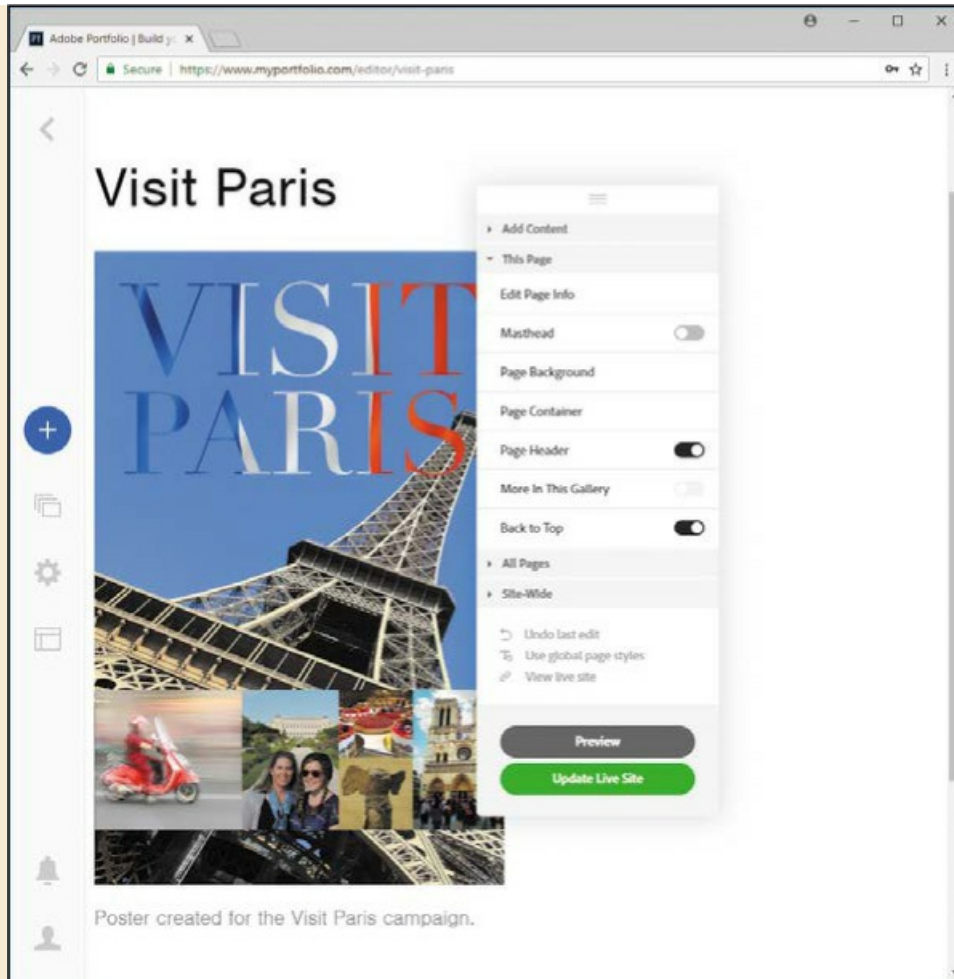 Adobe Portfolio | Build y
Secure | https://www.myportfolio.com/editor/visit-paris
Visit Paris
VISIT
PARIS
Add Content
This Page
Edit Page Info
Masthead
Page Background
Page Container
Page Header
More In This Gallery
Back to Top
All Pages
Site-Wide
Undo last edit
Use global page styles
View live site
Preview
Update Live Site
Poster created for the Visit Paris campaign.